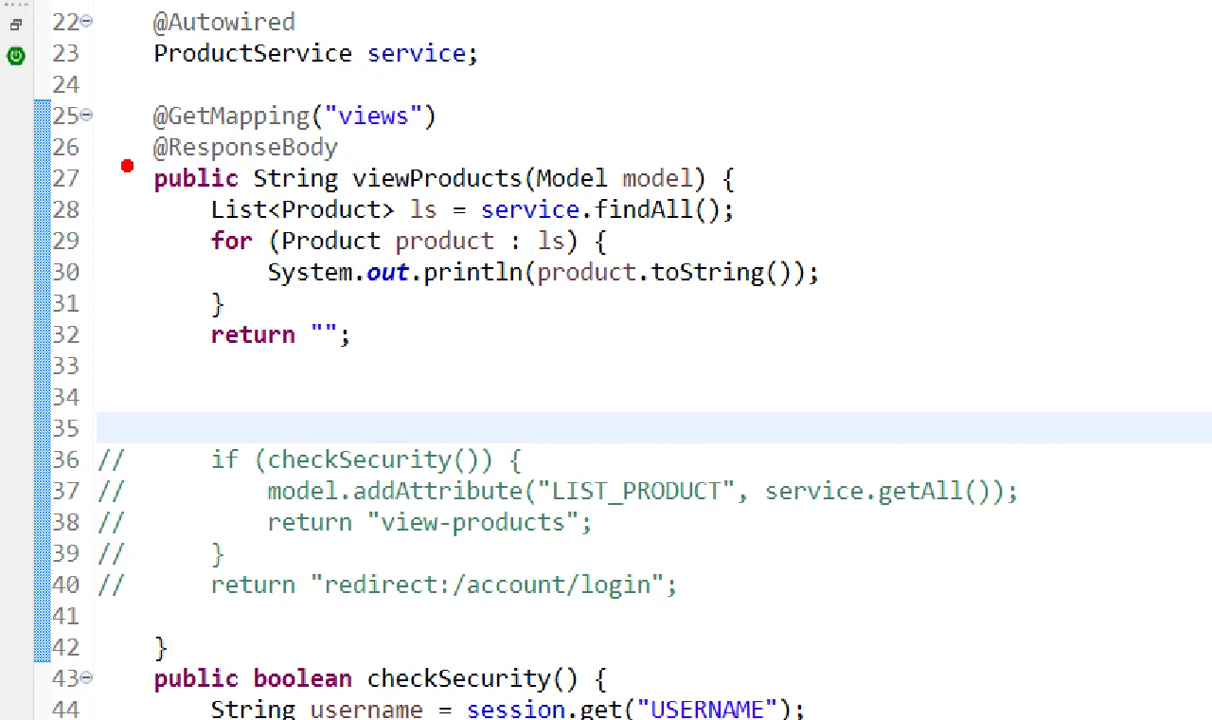 22 @Autowired
23 ProductService service;
24
25 @GetMapping("views")
26 @ResponseBody
27 public String viewProducts(Model model) {
28 List<Product> ls = service.findAll();
29 for (Product product : ls) {
30 System.out.println(product.toString());
31 }
32 return "";
33
34
35
36 // if (checkSecurity()) {
37 // model.addAttribute("LIST_PRODUCT", service.getAll());
38 // return "view-products";
39 // }
40 // return "redirect:/account/login";
41
42 }
43 public boolean checkSecurity() {
44 String username = session.get("USERNAME");